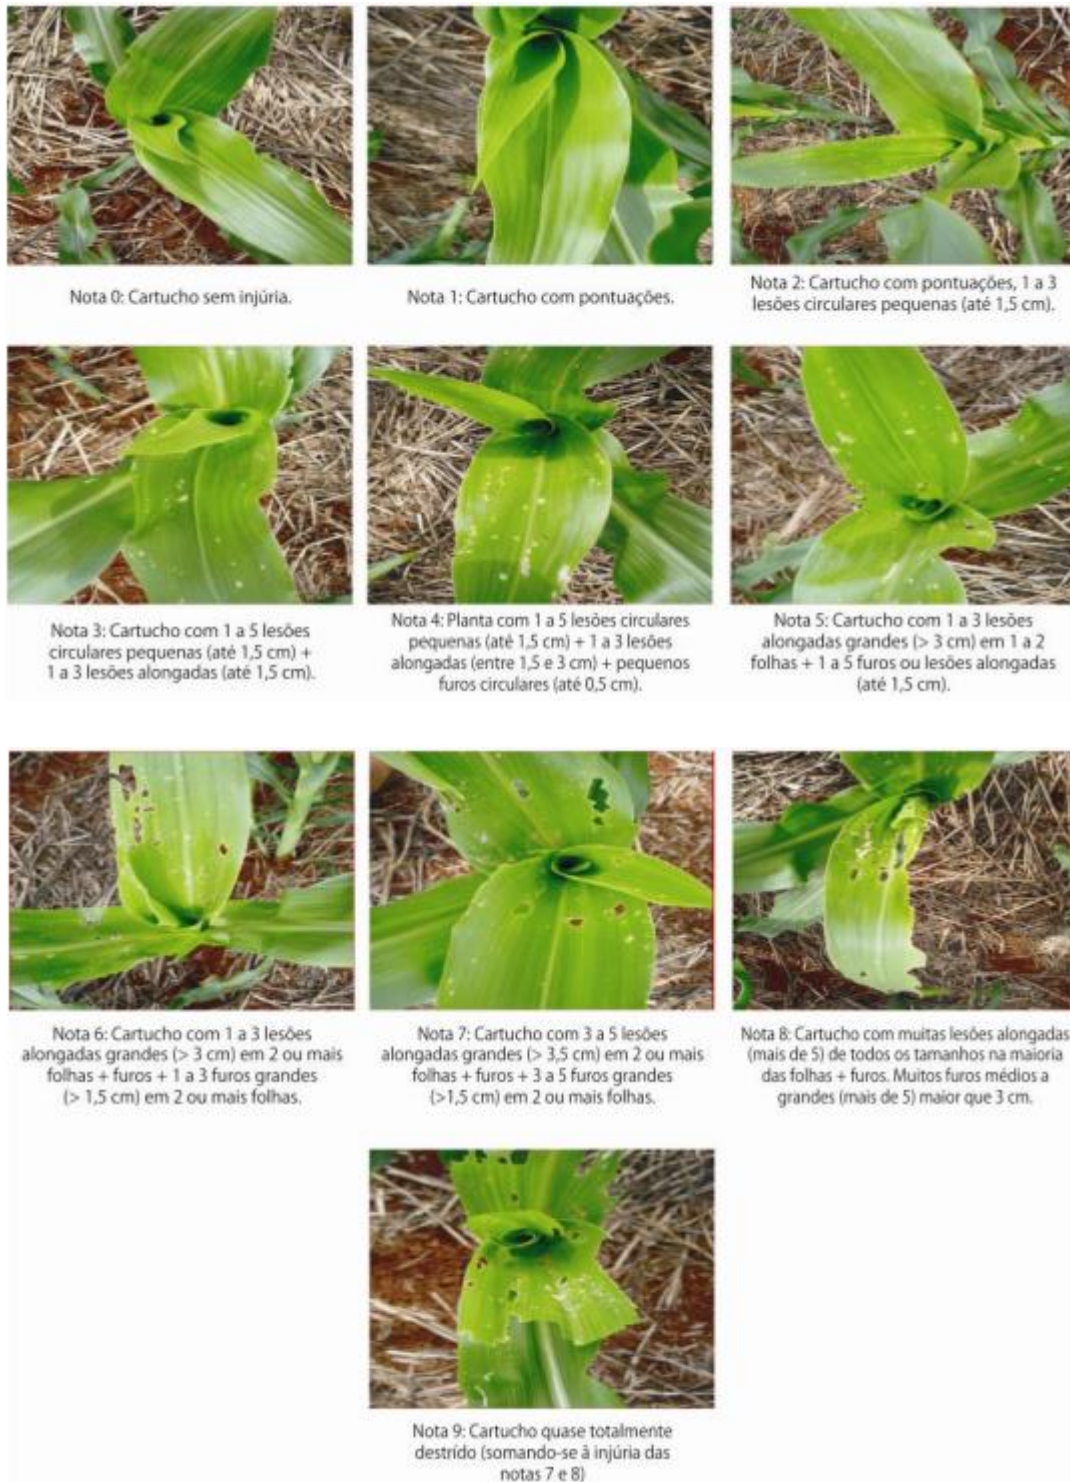 Nota 0: Cartucho sem injúria.
Nota 1: Cartucho com pontuações.
Nota 2: Cartucho com pontuações, 1 a 3
lesões circulares pequenas (até 1,5 cm).
Nota 3: Cartucho com 1 a 5 lesões
circulares pequenas (até 1,5 cm) +
1 a 3 lesões alongadas (até 1,5 cm).
Nota 4: Planta com 1 a 5 lesões circulares
pequenas (até 1,5 cm) + 1 a 3 lesões
alongadas (entre 1,5 e 3 cm) + pequenos
furos circulares (até 0,5 cm).
Nota 5: Cartucho com 1 a 3 lesões
alongadas grandes (> 3 cm) em 1 a 2
folhas + 1 a 5 furos ou lesões alongadas
(até 1,5 cm).
Nota 6: Cartucho com 1 a 3 lesões
alongadas grandes (> 3 cm) em 2 ou mais
folhas + furos + 1 a 3 furos grandes
(> 1,5 cm) em 2 ou mais folhas.
Nota 7: Cartucho com 3 a 5 lesões
alongadas grandes (> 3,5 cm) em 2 ou mais
folhas + furos + 3 a 5 furos grandes
(>1,5 cm) em 2 ou mais folhas.
Nota 8: Cartucho com muitas lesões alongadas
(mais de 5) de todos os tamanhos na maioria
das folhas + furos. Muitos furos médios a
grandes (mais de 5) maior que 3 cm.
Nota 9: Cartucho quase totalmente
destrído (somando-se à injúria das
notas 7 e 8)